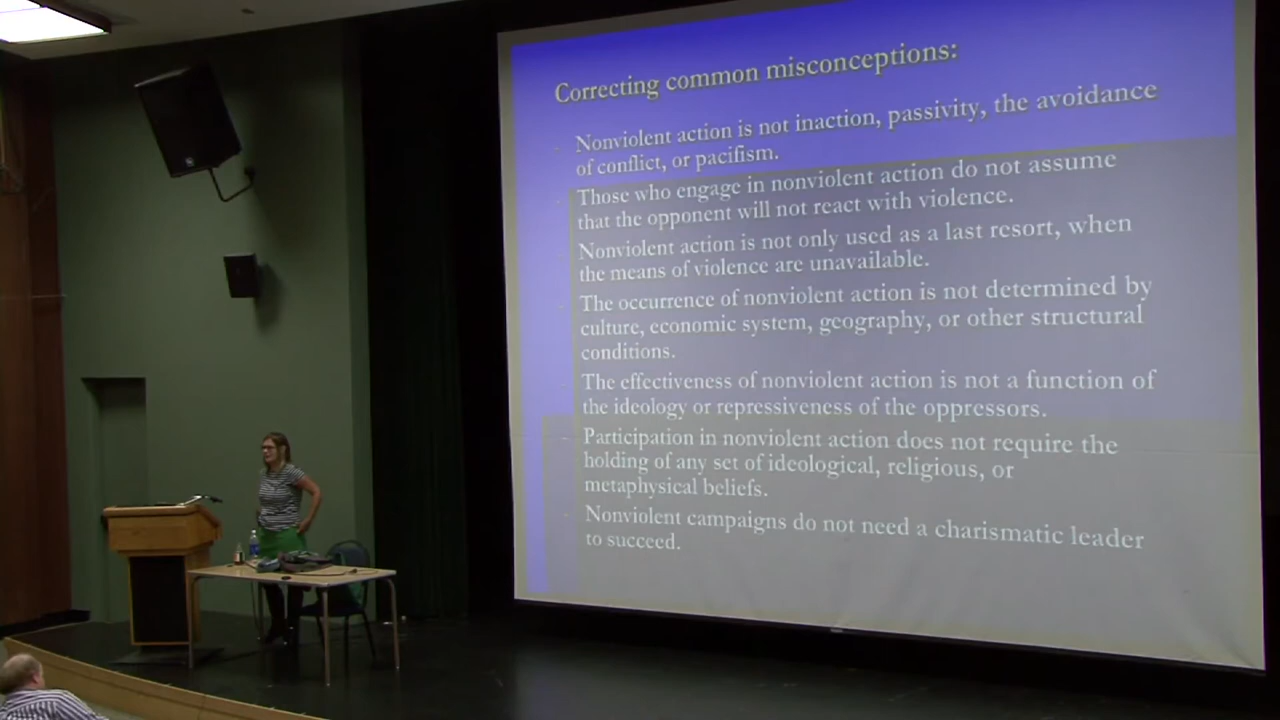 Correcting common misconceptions:
- Nonviolent action is not inaction, passivity, the avoidance
of conflict, or pacifism.
- Those who engage in nonviolent action do not assume
that the opponent will not react with violence.
- Nonviolent action is not only used as a last resort, when
the means of violence are unavailable.
- The occurrence of nonviolent action is not determined by
culture, economic system, geography, or other structural
conditions.
- The effectiveness of nonviolent action is not a function of
the ideology or repressiveness of the oppressors.
- Participation in nonviolent action does not require the
holding of any set of ideological, religious, or
metaphysical beliefs.
- Nonviolent campaigns do not need a charismatic leader
to succeed.